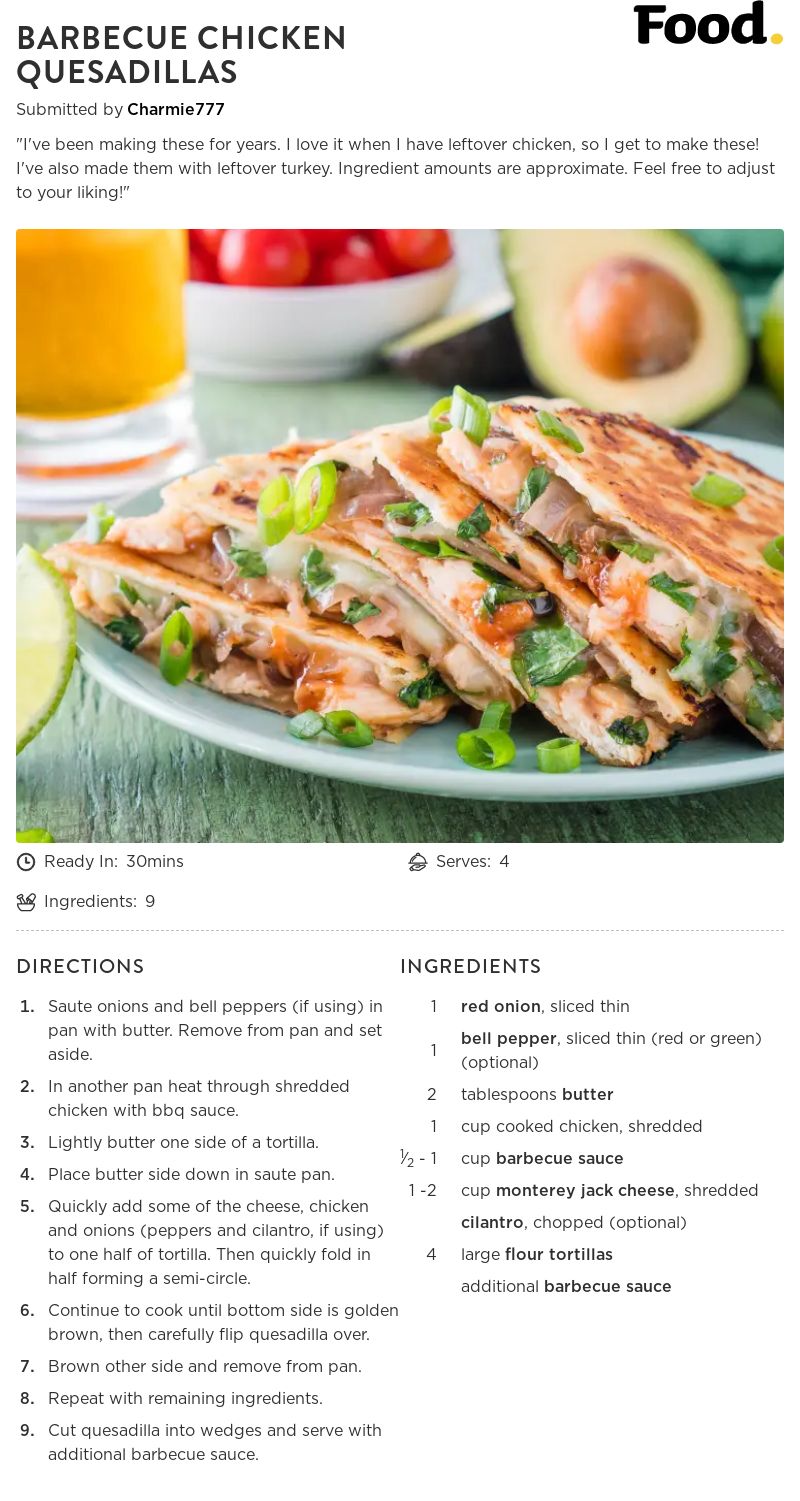 Food.
BARBECUE CHICKEN
QUESADILLAS
Submitted by Charmie777
"I've been making these for years. I love it when I have leftover chicken, so I get to make these!
I've also made them with leftover turkey. Ingredient amounts are approximate. Feel free to adjust
to your liking!"
Ready In: 30mins
Serves: 4
Ingredients: 9
DIRECTIONS
1. Saute onions and bell peppers (if using) in
pan with butter. Remove from pan and set
aside.
2. In another pan heat through shredded
chicken with bbq sauce.
3. Lightly butter one side of a tortilla.
4. Place butter side down in saute pan.
5. Quickly add some of the cheese, chicken
and onions (peppers and cilantro, if using)
to one half of tortilla. Then quickly fold in
half forming a semi-circle.
6. Continue to cook until bottom side is golden
brown, then carefully flip quesadilla over.
7. Brown other side and remove from pan.
8. Repeat with remaining ingredients.
9. Cut quesadilla into wedges and serve with
additional barbecue sauce.
INGREDIENTS
1 red onion, sliced thin
1 bell pepper, sliced thin (red or green)
(optional)
2 tablespoons butter
1 cup cooked chicken, shredded
1⁄2 - 1 cup barbecue sauce
1 -2 cup monterey jack cheese, shredded
cilantro, chopped (optional)
4 large flour tortillas
additional barbecue sauce